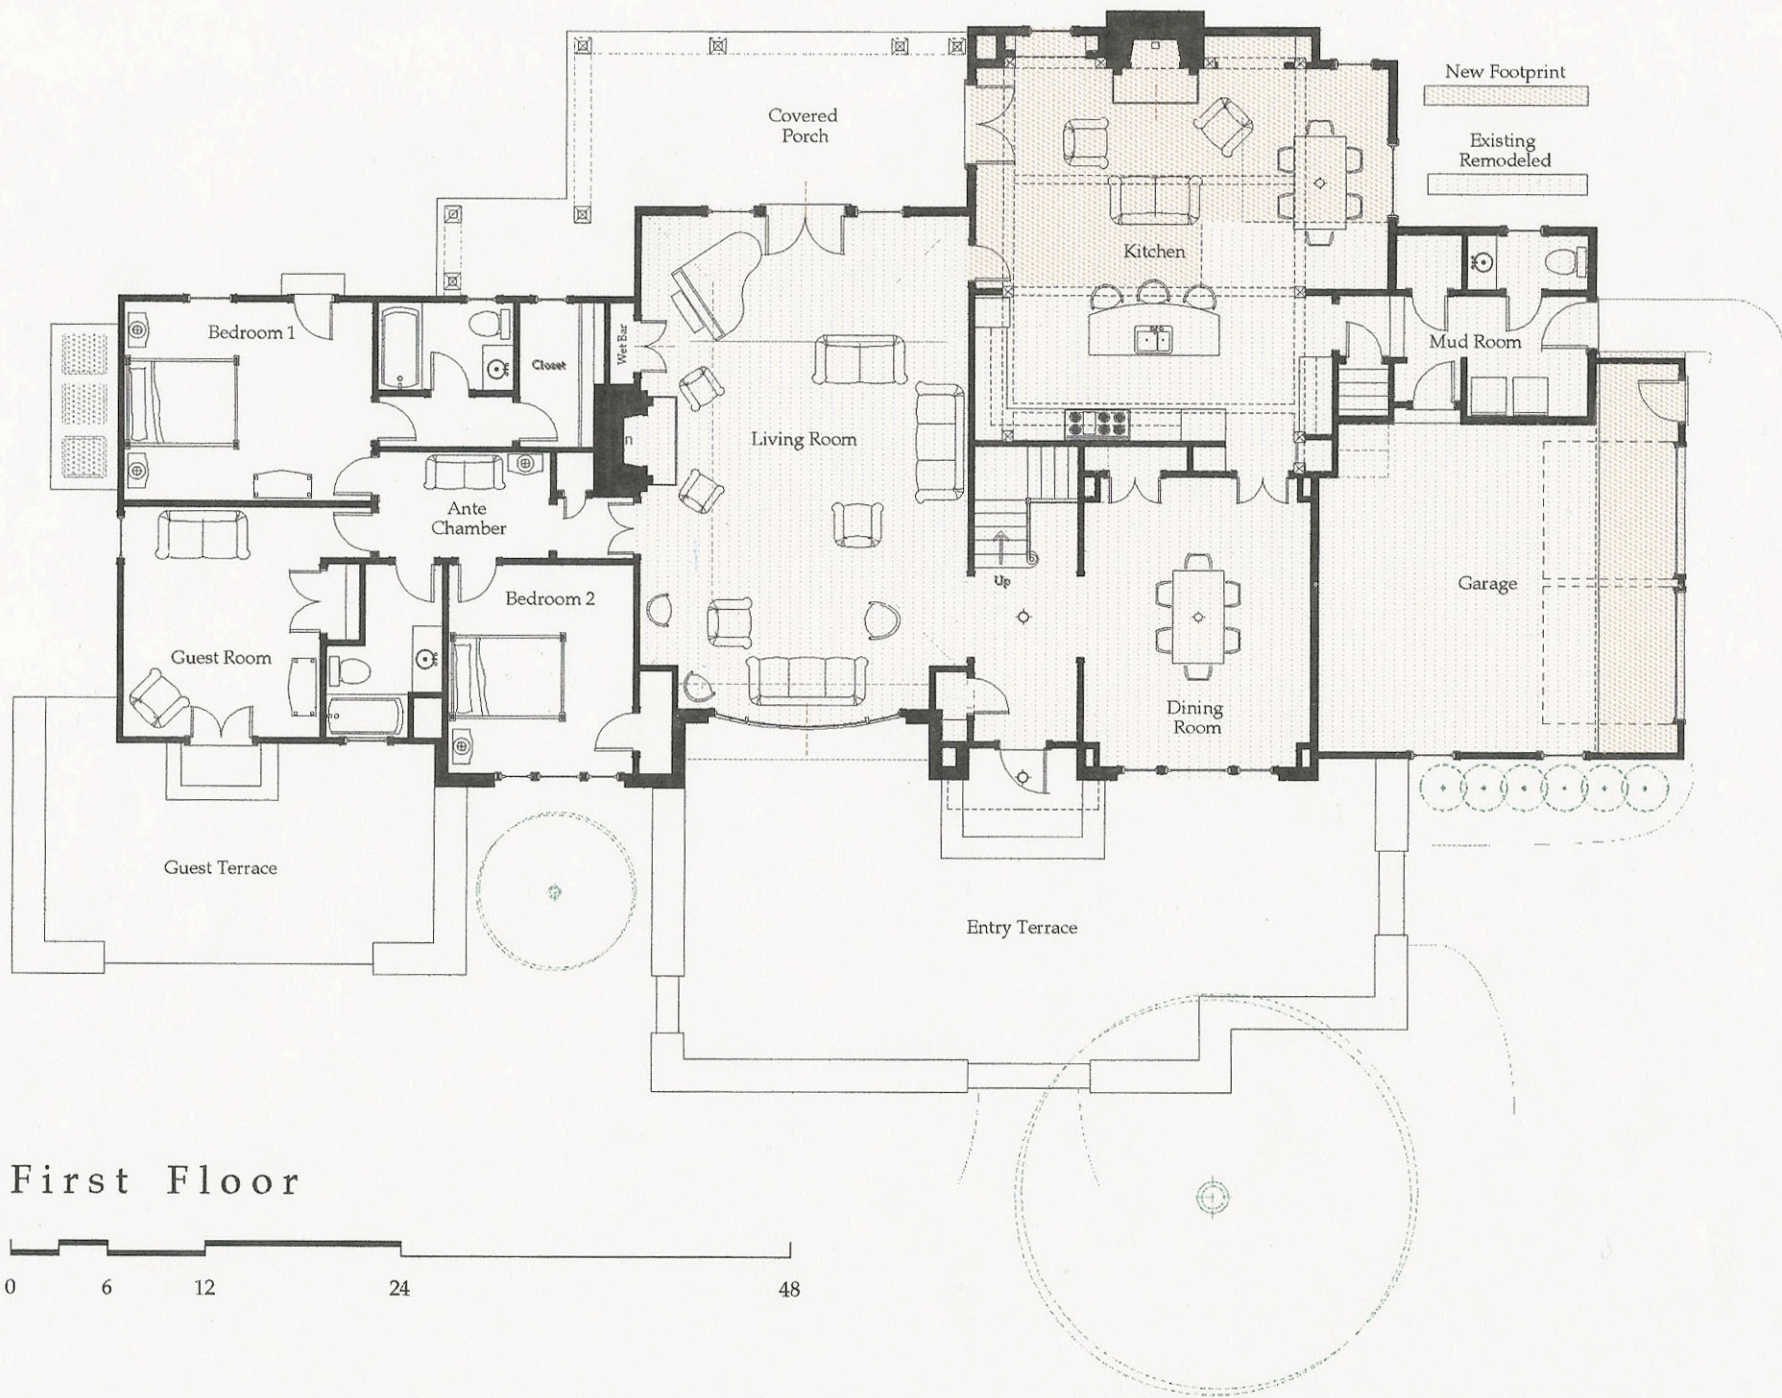 New Footprint
Existing
Remodeled
Covered
Porch
Kitchen
Bedroom 1
Wet Bar
Closet
Mud Room
Living Room
Ante
Chamber
Up
Garage
Bedroom 2
Guest Room
Dining
Room
Guest Terrace
Entry Terrace
First Floor
0 6 12 24 48